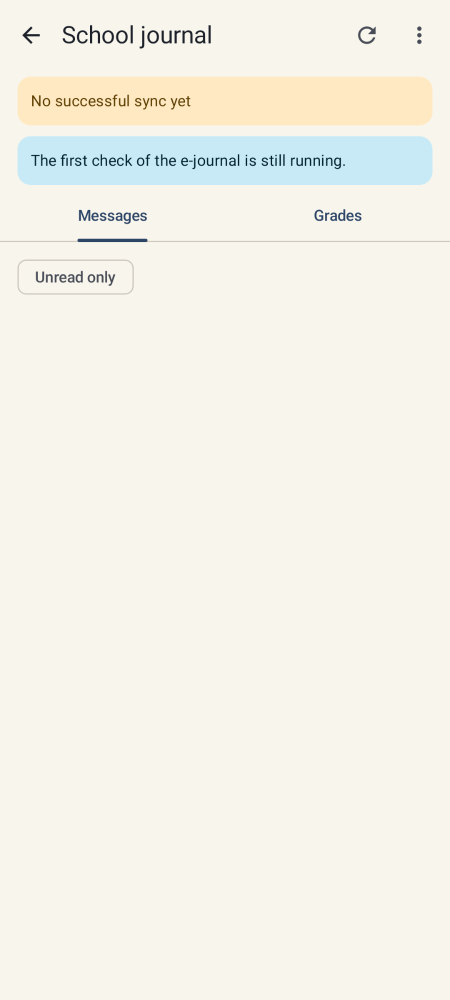 School journal
No successful sync yet
The first check of the e-journal is still running.
Messages
Grades
Unread only